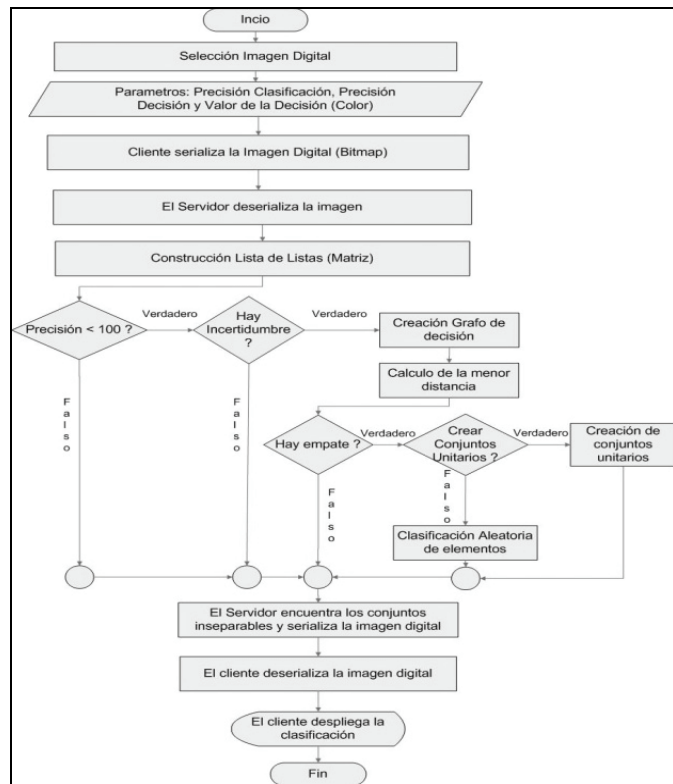 Incio
Selección Imagen Digital
Parametros: Precisión Clasificación, Precisión
Decisión y Valor de la Decisión (Color)
Cliente serializa la Imagen Digital (Bitmap)
El Servidor deserializa la imagen
Construcción Lista de Listas (Matriz)
Precisión < 100 ?
Verdadero
Hay
Incertidumbre
?
Verdadero
Creación Grafo de
decisión
Calculo de la menor
distancia
Falso
Falso
Hay empate ?
Verdadero
Crear
Conjuntos
Unitarios ?
Verdadero
Creación de
conjuntos
unitarios
Falso
Falso
Clasificación Aleatoria
de elementos
El Servidor encuentra los conjuntos
inseparables y serializa la imagen digital
El cliente deserializa la imagen digital
El cliente despliega la
clasificación
Fin